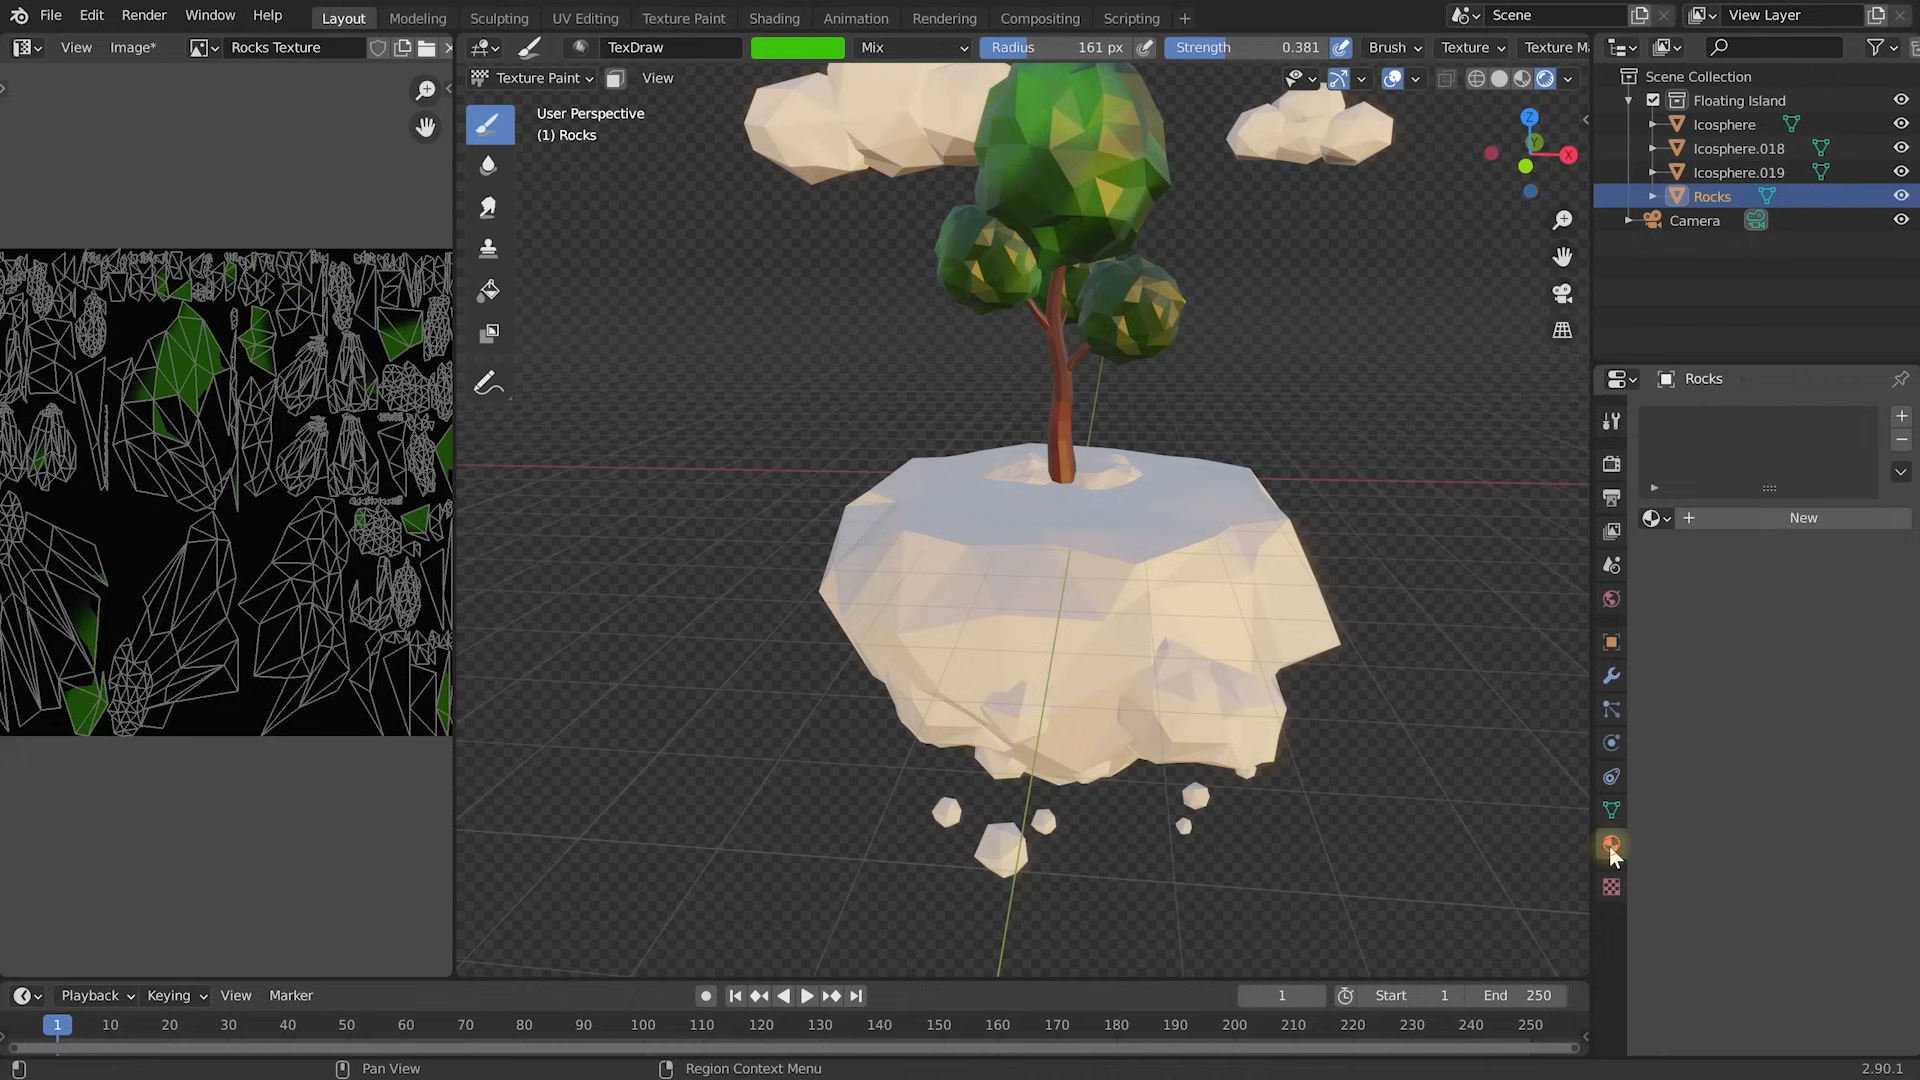 File Edit Render Window Help Layout Modeling Sculpting UV Editing Texture Paint Shading Animation Rendering Compositing Scripting + Scene View Layer
View Image* Rocks Texture TexDraw Mix Radius 161 px Strength 0.381 Brush Texture Texture Ma
Texture Paint View
User Perspective
(1) Rocks
Z
Y
X
Scene Collection
Floating Island
Icosphere
Icosphere.018
Icosphere.019
Rocks
Camera
Rocks
New
Playback Keying View Marker 1 Start 1 End 250
1 10 20 30 40 50 60 70 80 90 100 110 120 130 140 150 160 170 180 190 200 210 220 230 240 250
Pan View Region Context Menu 2.90.1